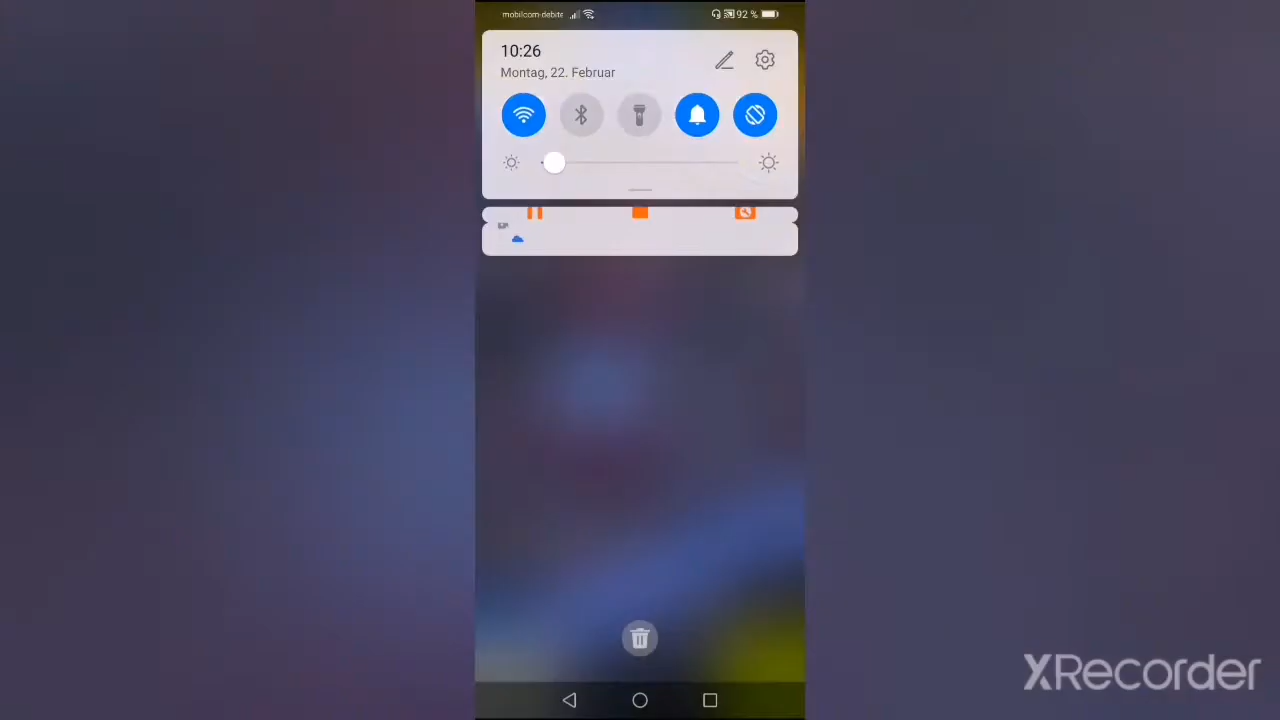 mobilcom-debitel
92 %
10:26
Montag, 22. Februar
XRecorder